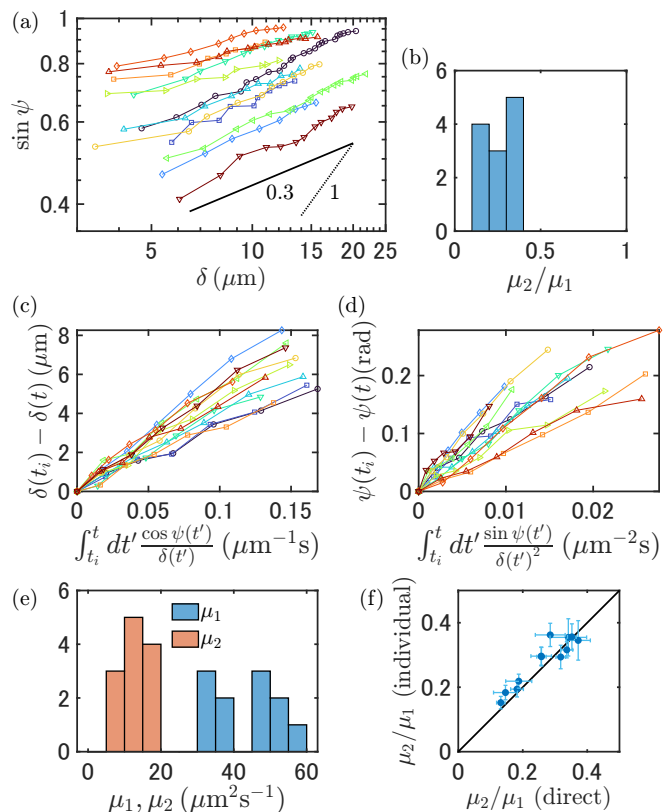 (a)
1
0.8
0.6
0.4
sin ψ
0.3
1
5
10
15
20
25
δ (μm)
(b)
6
4
2
0
0
0.5
1
μ₂/μ₁
(c)
8
6
4
2
0
δ(tᵢ) − δ(t) (μm)
0
0.05
0.1
0.15
∫ₜᵢᵗ dt′ cos ψ(t′)/δ(t′) (μm⁻¹s)
(d)
0.2
0.1
0
ψ(tᵢ) − ψ(t)(rad)
0
0.01
0.02
∫ₜᵢᵗ dt′ sin ψ(t′)/δ(t′)² (μm⁻²s)
(e)
6
4
2
0
μ₁
μ₂
0
20
40
60
μ₁, μ₂ (μm²s⁻¹)
(f)
0.4
0.2
0
μ₂/μ₁ (individual)
0
0.2
0.4
μ₂/μ₁ (direct)